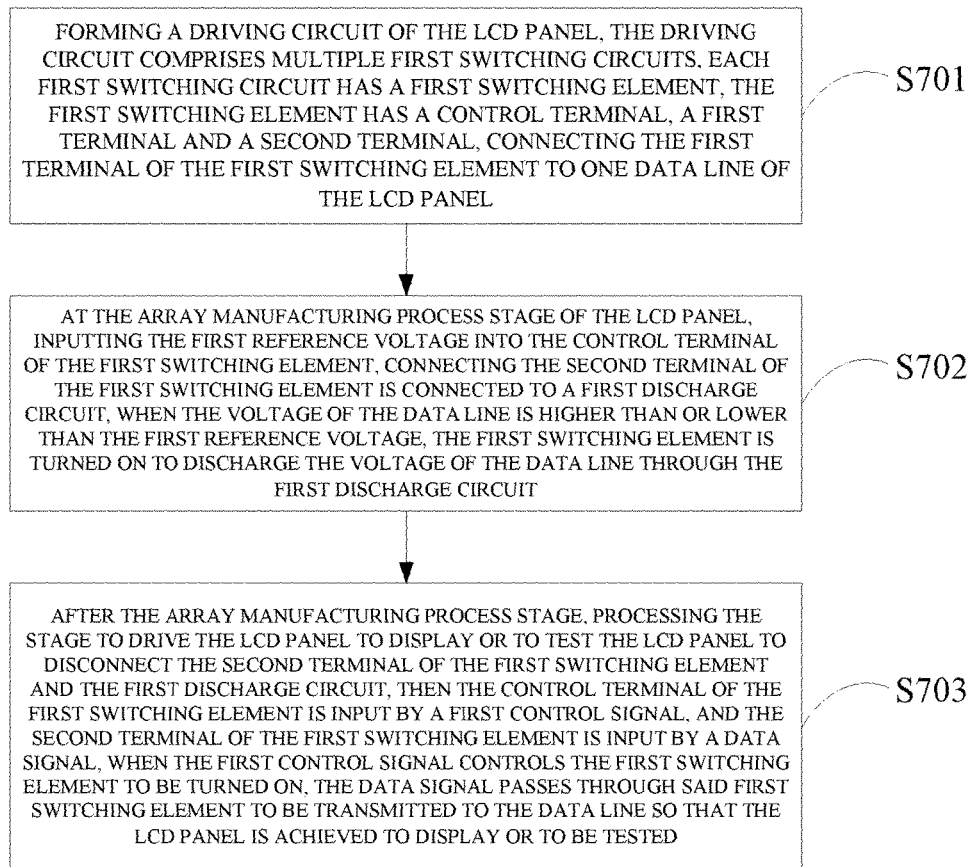 FORMING A DRIVING CIRCUIT OF THE LCD PANEL, THE DRIVING
CIRCUIT COMPRISES MULTIPLE FIRST SWITCHING CIRCUITS, EACH
FIRST SWITCHING CIRCUIT HAS A FIRST SWITCHING ELEMENT, THE
FIRST SWITCHING ELEMENT HAS A CONTROL TERMINAL, A FIRST
TERMINAL AND A SECOND TERMINAL, CONNECTING THE FIRST
TERMINAL OF THE FIRST SWITCHING ELEMENT TO ONE DATA LINE OF
THE LCD PANEL
S701
AT THE ARRAY MANUFACTURING PROCESS STAGE OF THE LCD PANEL,
INPUTTING THE FIRST REFERENCE VOLTAGE INTO THE CONTROL TERMINAL
OF THE FIRST SWITCHING ELEMENT, CONNECTING THE SECOND TERMINAL OF
THE FIRST SWITCHING ELEMENT IS CONNECTED TO A FIRST DISCHARGE
CIRCUIT, WHEN THE VOLTAGE OF THE DATA LINE IS HIGHER THAN OR LOWER
THAN THE FIRST REFERENCE VOLTAGE, THE FIRST SWITCHING ELEMENT IS
TURNED ON TO DISCHARGE THE VOLTAGE OF THE DATA LINE THROUGH THE
FIRST DISCHARGE CIRCUIT
S702
AFTER THE ARRAY MANUFACTURING PROCESS STAGE, PROCESSING THE
STAGE TO DRIVE THE LCD PANEL TO DISPLAY OR TO TEST THE LCD PANEL TO
DISCONNECT THE SECOND TERMINAL OF THE FIRST SWITCHING ELEMENT
AND THE FIRST DISCHARGE CIRCUIT, THEN THE CONTROL TERMINAL OF THE
FIRST SWITCHING ELEMENT IS INPUT BY A FIRST CONTROL SIGNAL, AND THE
SECOND TERMINAL OF THE FIRST SWITCHING ELEMENT IS INPUT BY A DATA
SIGNAL, WHEN THE FIRST CONTROL SIGNAL CONTROLS THE FIRST SWITCHING
ELEMENT TO BE TURNED ON, THE DATA SIGNAL PASSES THROUGH SAID FIRST
SWITCHING ELEMENT TO BE TRANSMITTED TO THE DATA LINE SO THAT THE
LCD PANEL IS ACHIEVED TO DISPLAY OR TO BE TESTED
S703